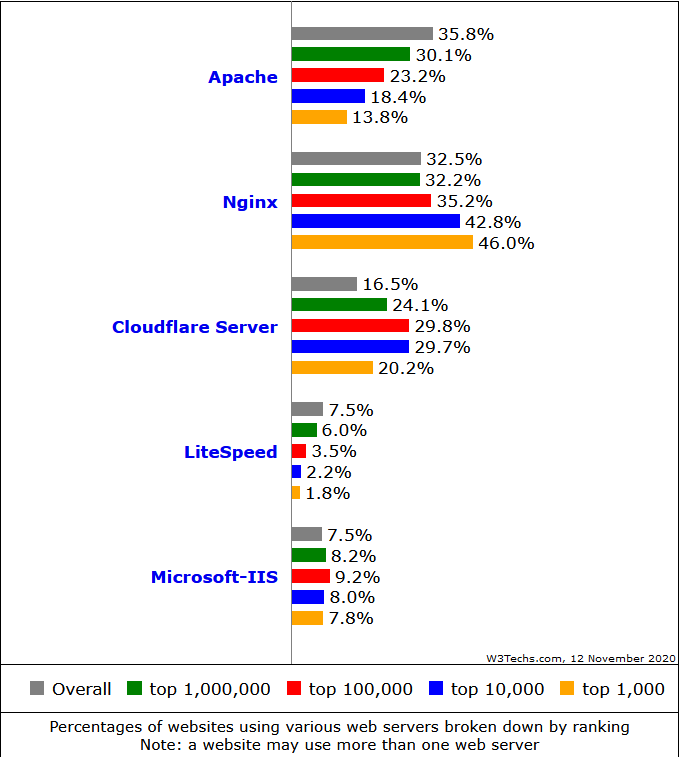 35.8%
30.1%
Apache 23.2%
18.4%
13.8%
32.5%
32.2%
Nginx 35.2%
42.8%
46.0%
16.5%
24.1%
Cloudflare Server 29.8%
29.7%
20.2%
7.5%
6.0%
LiteSpeed 3.5%
2.2%
1.8%
7.5%
8.2%
Microsoft-IIS 9.2%
8.0%
7.8%
W3Techs.com, 12 November 2020
Overall top 1,000,000 top 100,000 top 10,000 top 1,000
Percentages of websites using various web servers broken down by ranking
Note: a website may use more than one web server